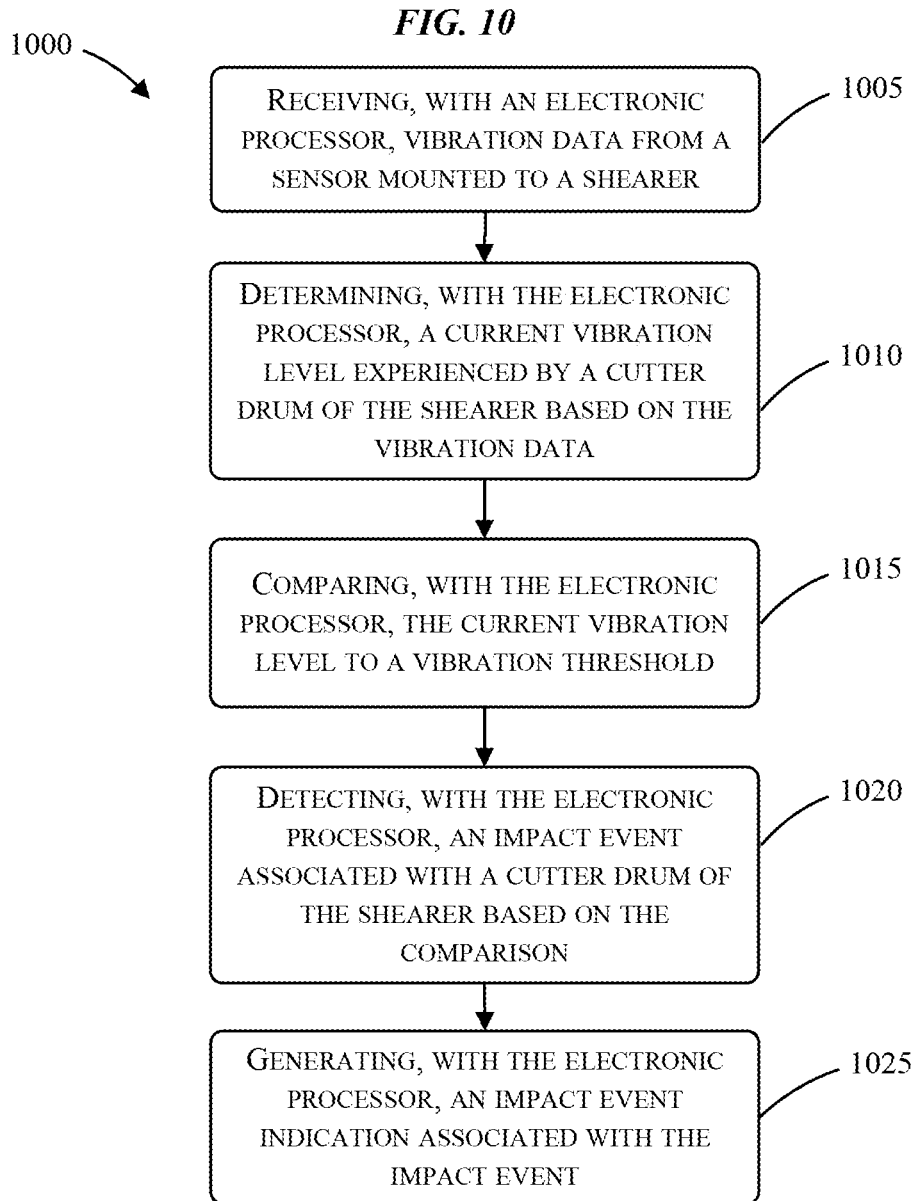 FIG. 10
1000
RECEIVING, WITH AN ELECTRONIC
PROCESSOR, VIBRATION DATA FROM A
SENSOR MOUNTED TO A SHEARER
1005
DETERMINING, WITH THE ELECTRONIC
PROCESSOR, A CURRENT VIBRATION
LEVEL EXPERIENCED BY A CUTTER
DRUM OF THE SHEARER BASED ON THE
VIBRATION DATA
1010
COMPARING, WITH THE ELECTRONIC
PROCESSOR, THE CURRENT VIBRATION
LEVEL TO A VIBRATION THRESHOLD
1015
DETECTING, WITH THE ELECTRONIC
PROCESSOR, AN IMPACT EVENT
ASSOCIATED WITH A CUTTER DRUM OF
THE SHEARER BASED ON THE
COMPARISON
1020
GENERATING, WITH THE ELECTRONIC
PROCESSOR, AN IMPACT EVENT
INDICATION ASSOCIATED WITH THE
IMPACT EVENT
1025